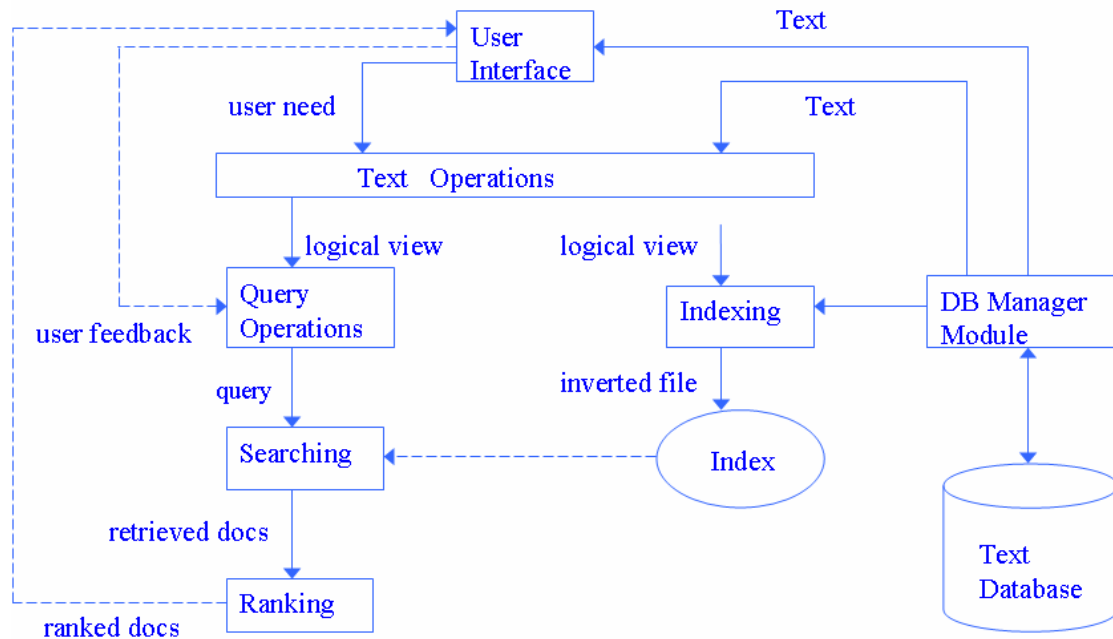 User
Interface
Text
user need
Text
Text Operations
logical view
logical view
Query
Operations
Indexing
DB Manager
Module
user feedback
query
inverted file
Searching
Index
retrieved docs
Text
Database
Ranking
ranked docs